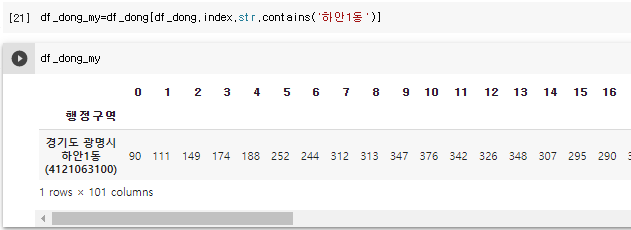 [21] df_dong_my=df_dong[df_dong.index.str.contains('하안1동')]
df_dong_my
0 1 2 3 4 5 6 7 8 9 10 11 12 13 14 15 16
행정구역
경기도 광명시
하안1동
(4121063100)
90 111 149 174 188 252 244 312 313 347 376 342 326 348 307 295 290 3
1 rows × 101 columns